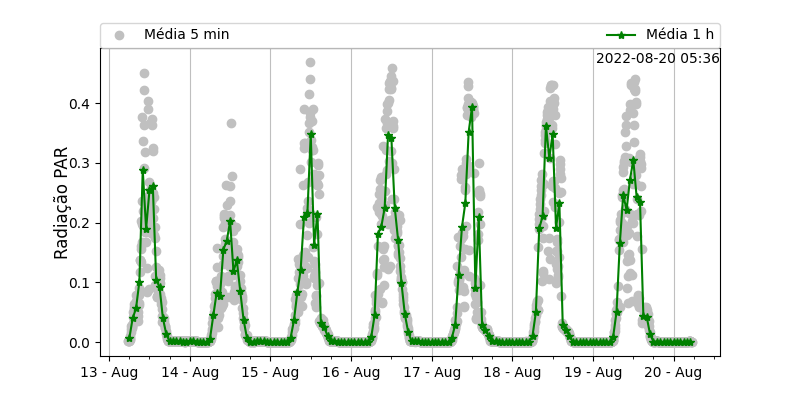 Média 5 min
Média 1 h
2022-08-20 05:36
Radiação PAR
0.4
0.3
0.2
0.1
0.0
13 - Aug
14 - Aug
15 - Aug
16 - Aug
17 - Aug
18 - Aug
19 - Aug
20 - Aug